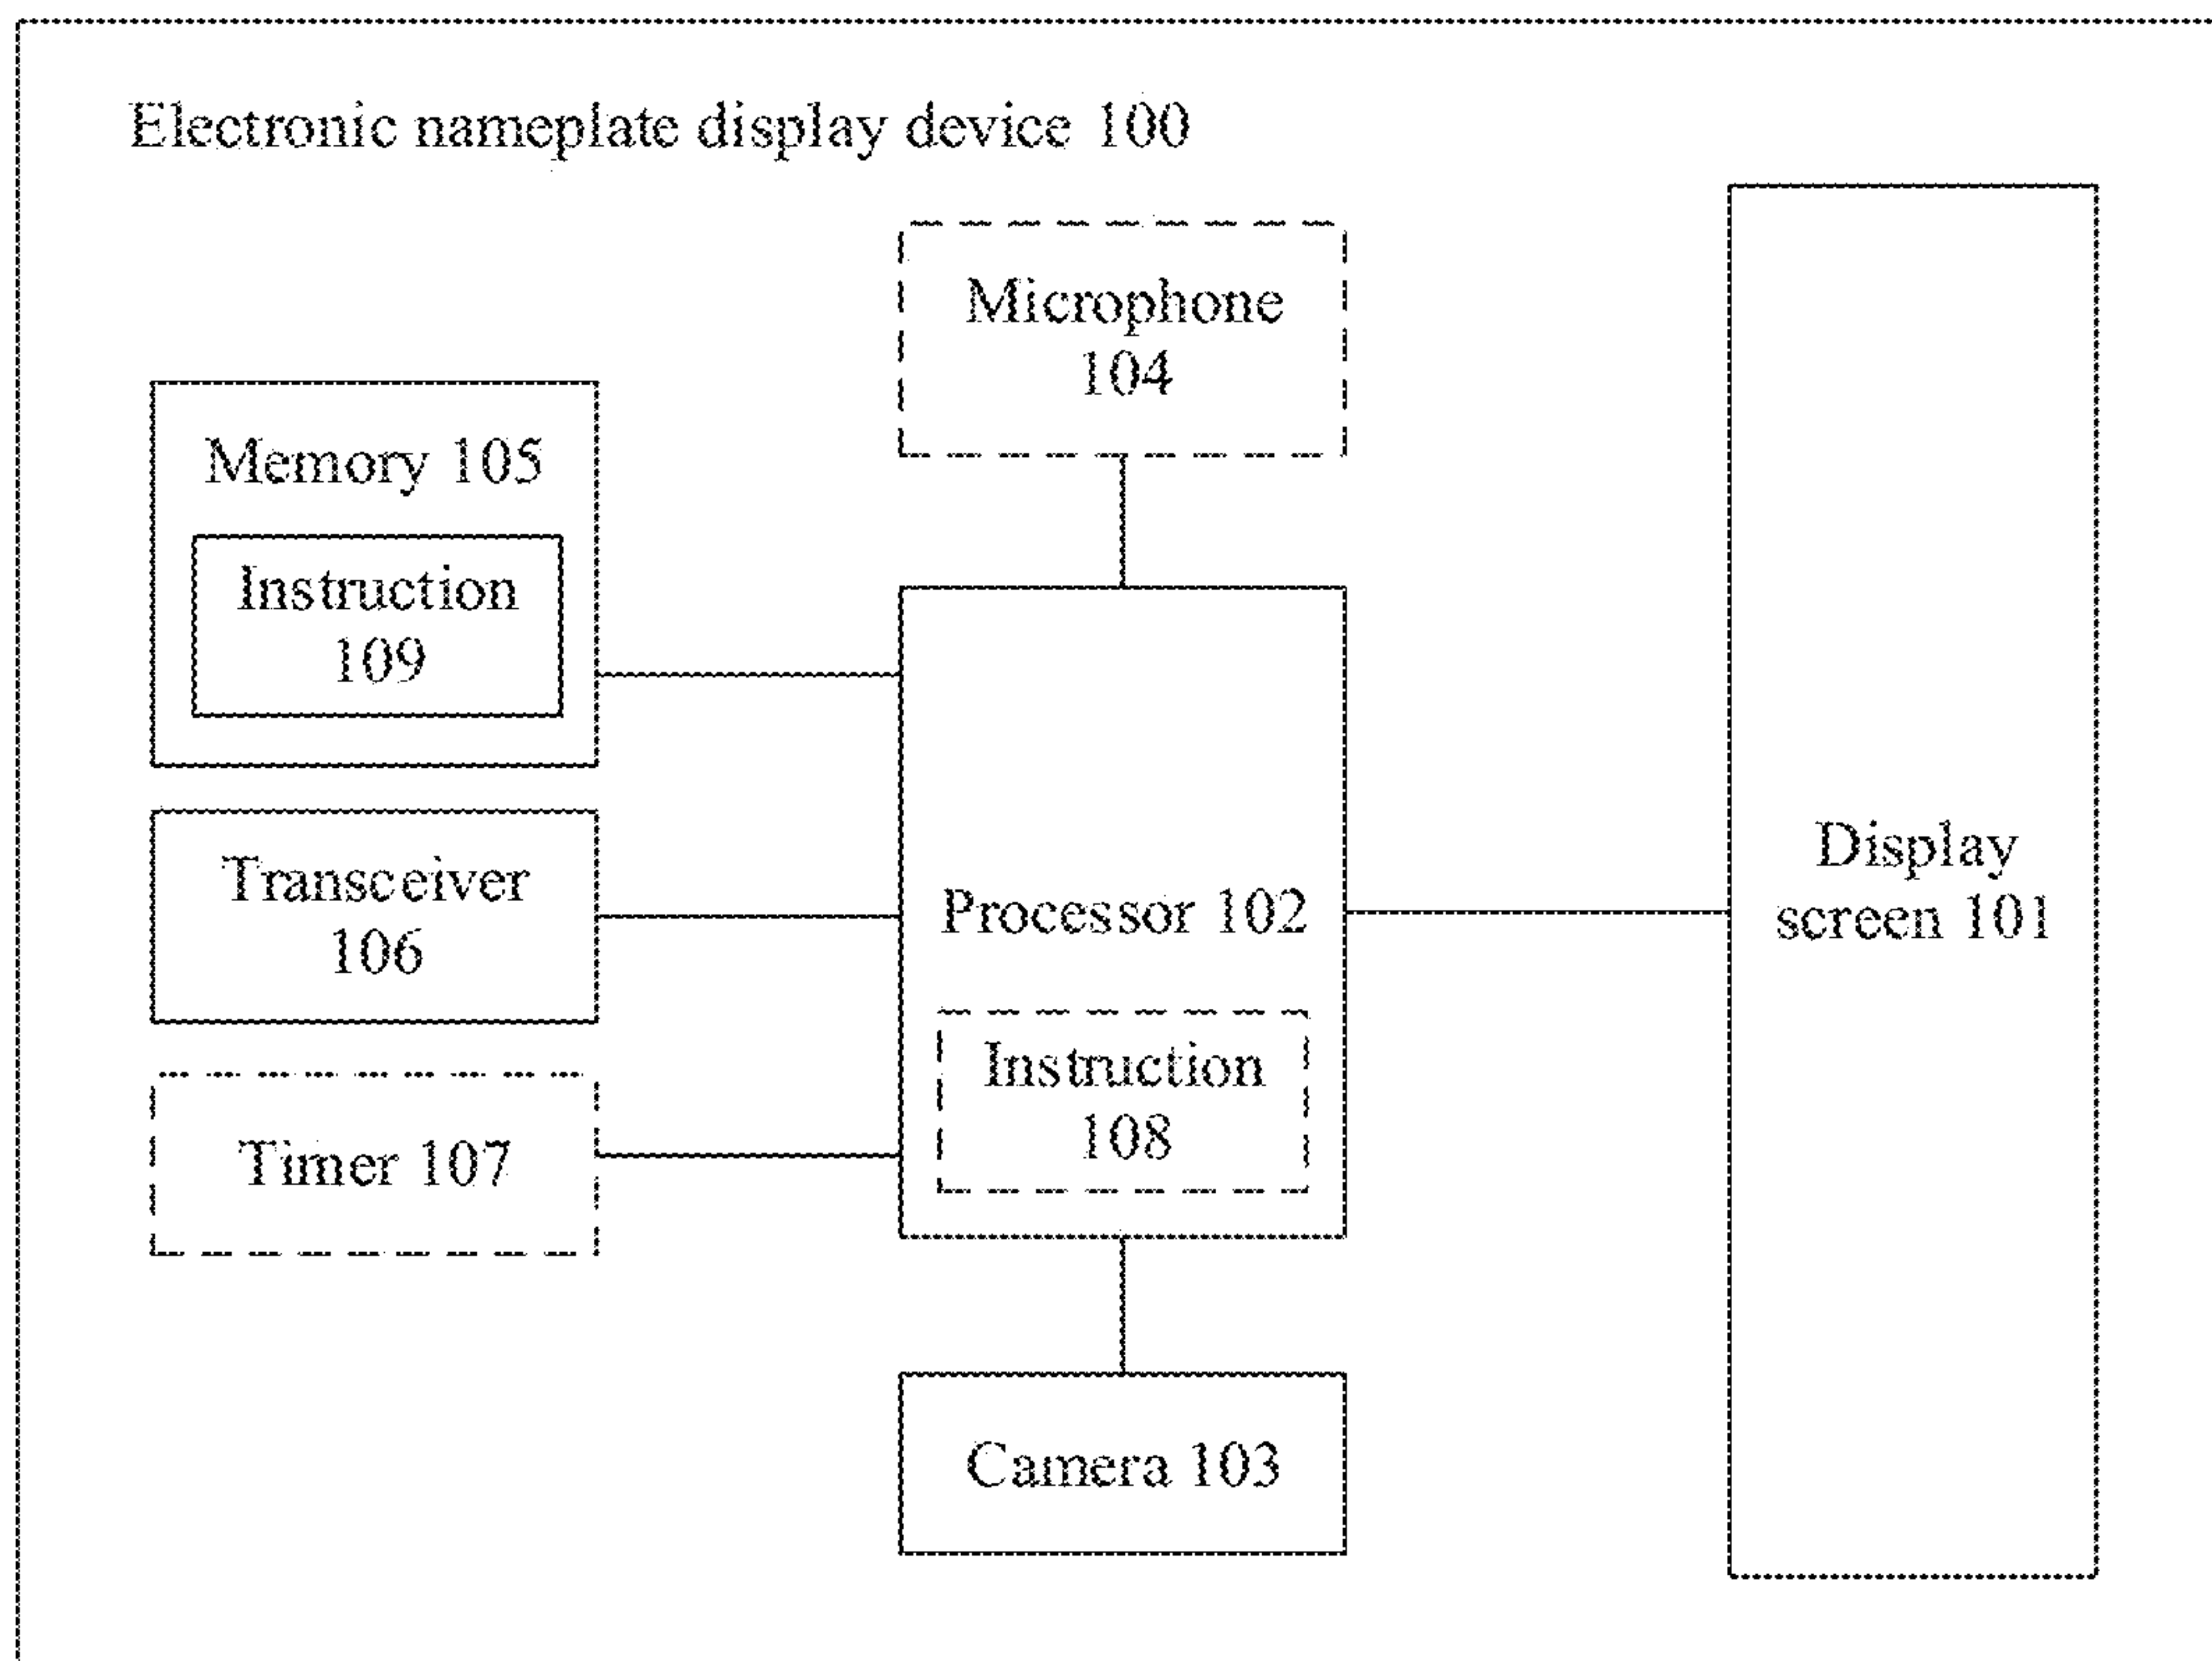 Electronic nameplate display device 100
Microphone
104
Memory 105
Instruction
109
Transceiver
106
Timer 107
Processor 102
Instruction
108
Camera 103
Display
screen 101